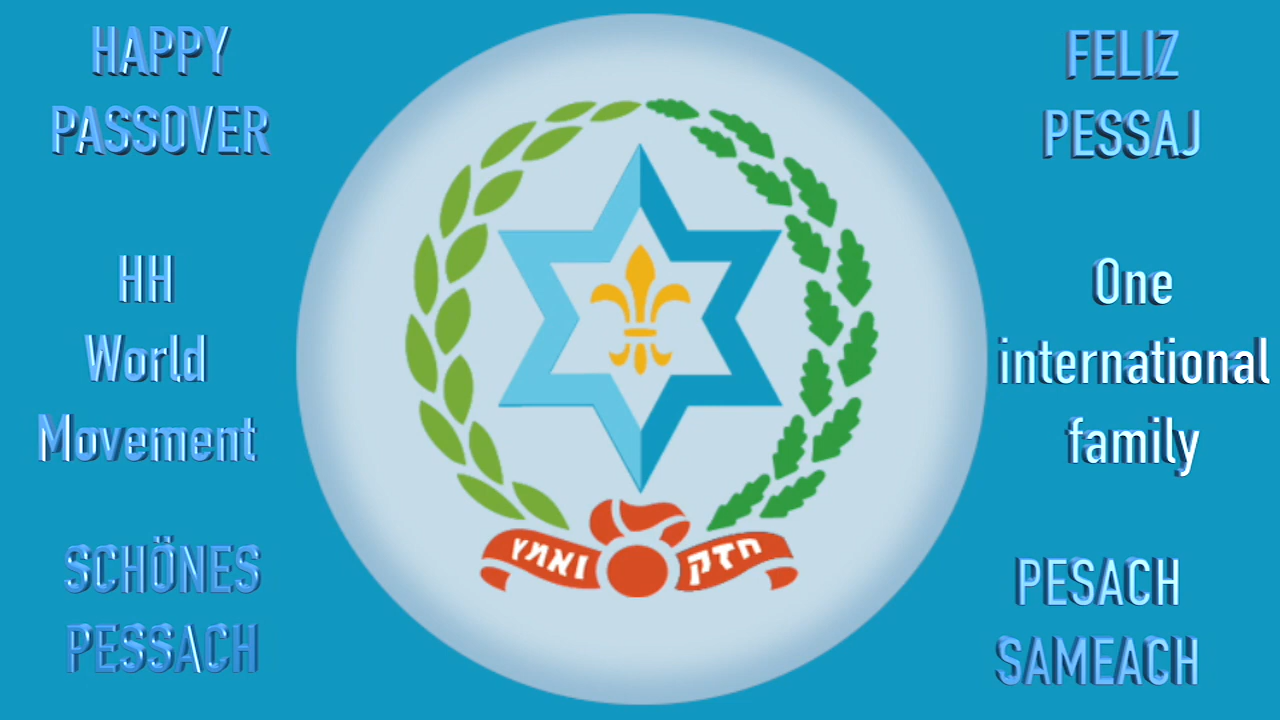 HAPPY
PASSOVER
HH
World
Movement
SCHÖNES
PESSACH
חזק ואמץ
FELIZ
PESSAJ
One
international
family
PESACH
SAMEACH